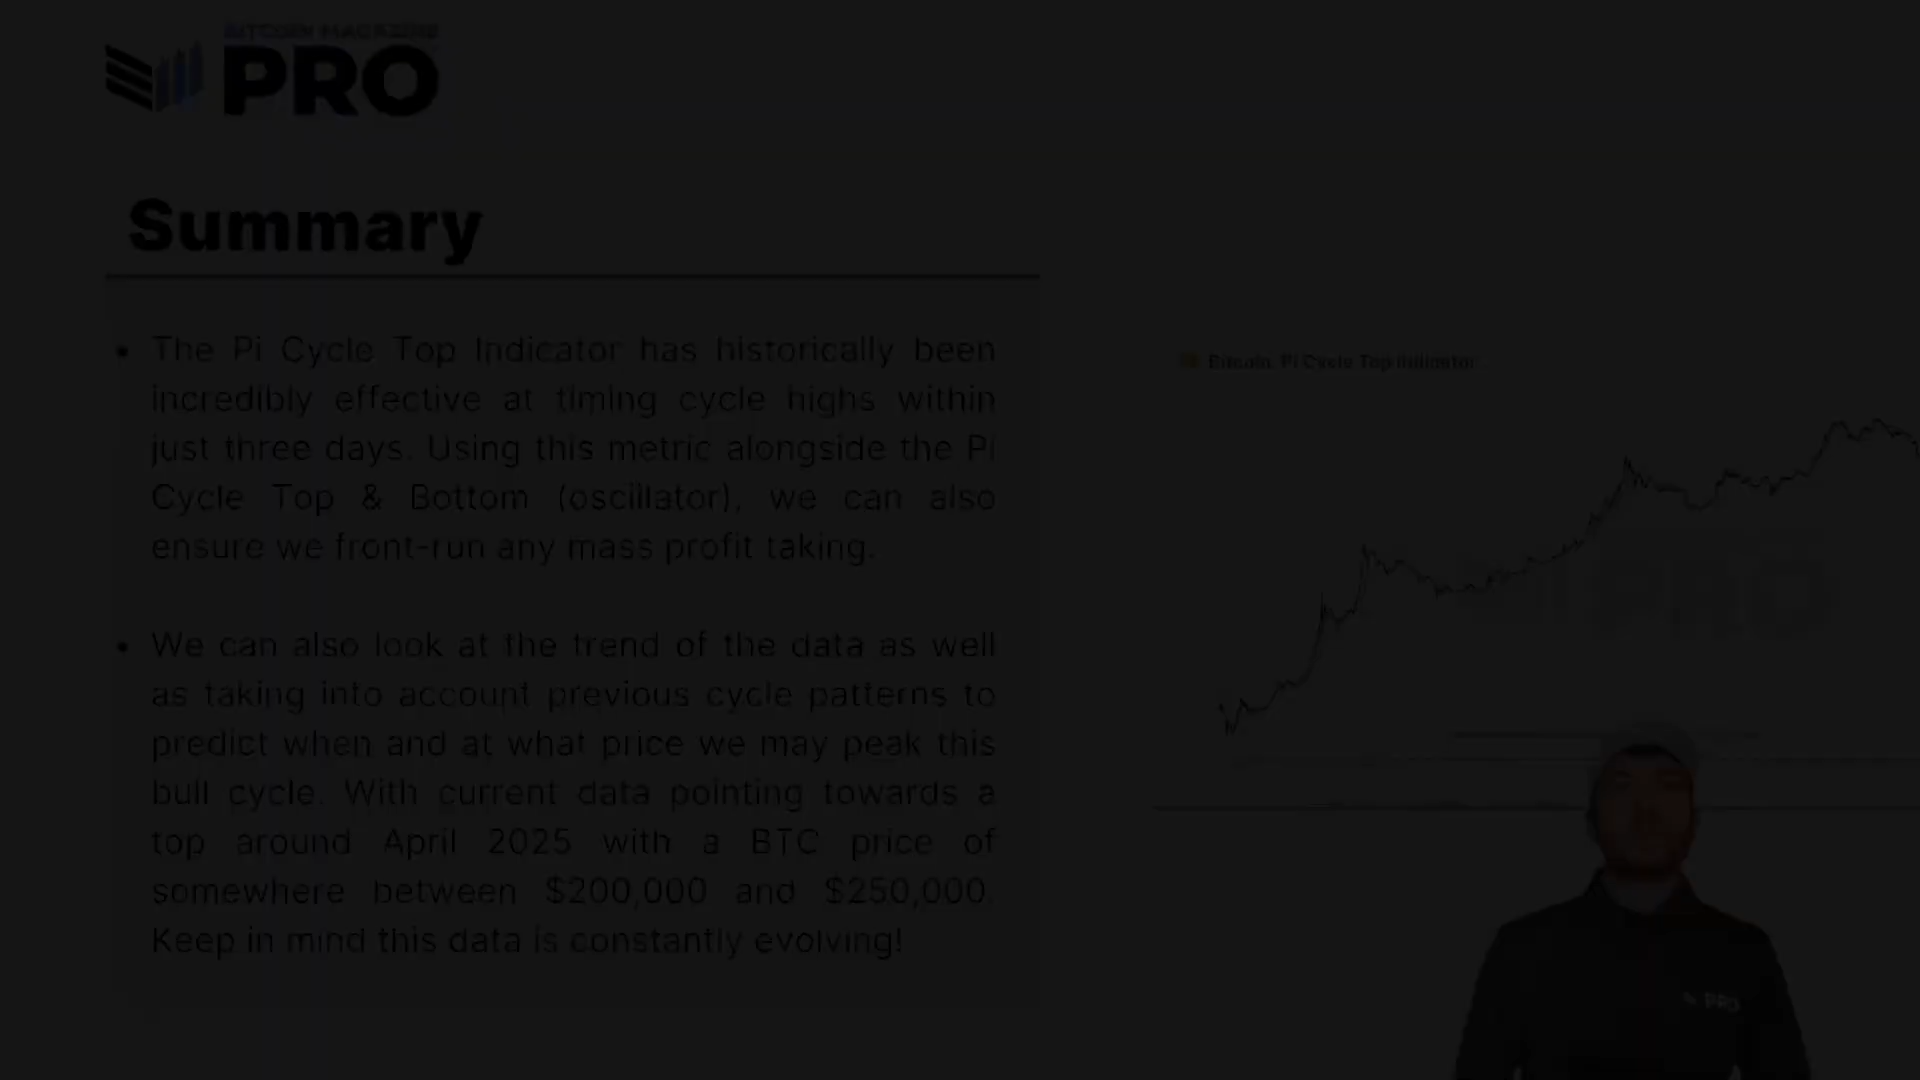 BITCOIN MAGAZINE
PRO
Summary
• The Pi Cycle Top Indicator has historically been
incredibly effective at timing cycle highs within
just three days. Using this metric alongside the Pi
Cycle Top & Bottom (oscillator), we can also
ensure we front-run any mass profit taking.
• We can also look at the trend of the data as well
as taking into account previous cycle patterns to
predict when and at what price we may peak this
bull cycle. With current data pointing towards a
top around April 2025 with a BTC price of
somewhere between $200,000 and $250,000.
Keep in mind this data is constantly evolving!
Bitcoin: Pi Cycle Top Indicator
PRO
PRO